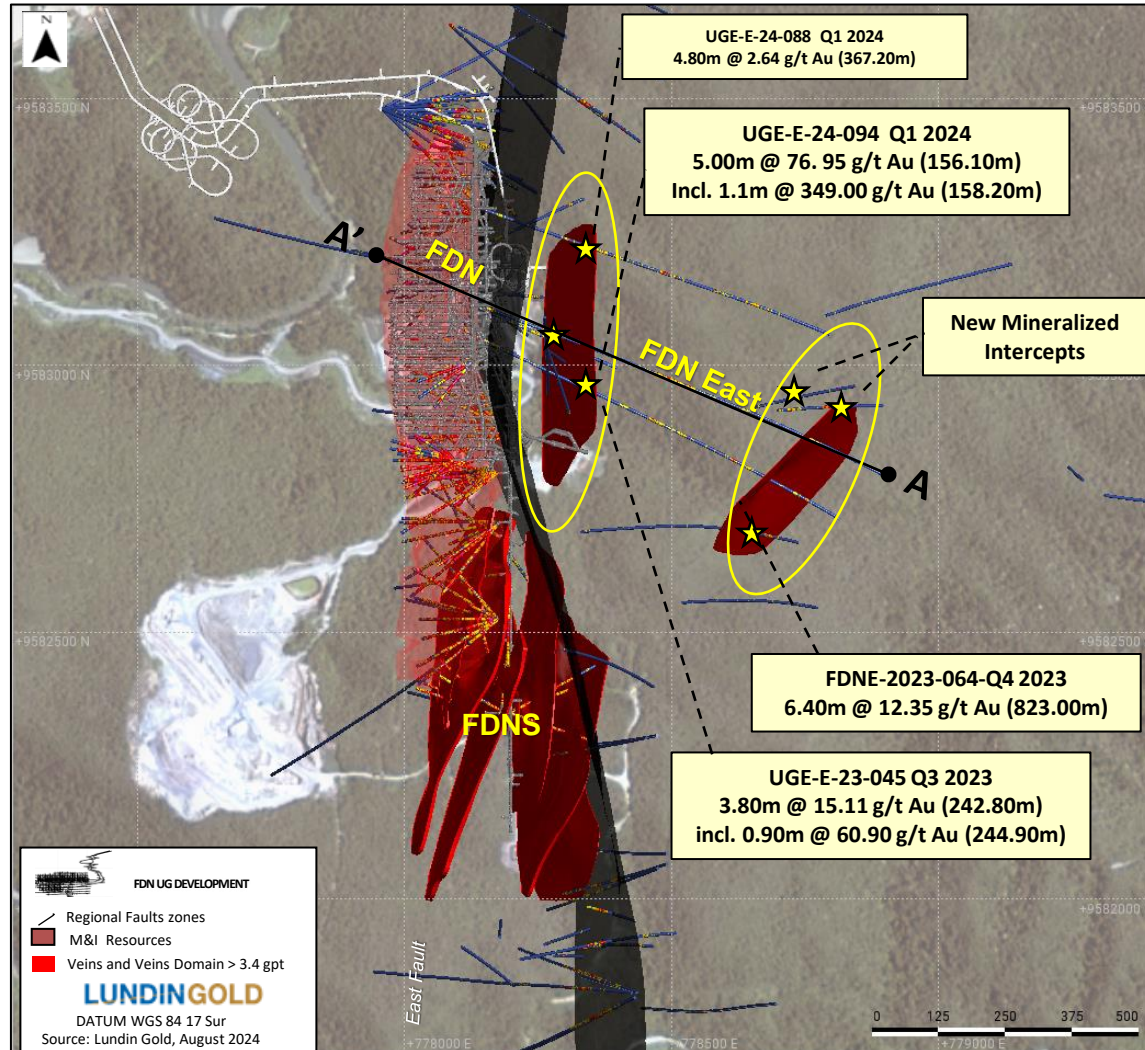 N
UGE-E-24-088 Q1 2024
4.80m @ 2.64 g/t Au (367.20m)
+9583500 N
+9583500
UGE-E-24-094 Q1 2024
5.00m @ 76. 95 g/t Au (156.10m)
Incl. 1.1m @ 349.00 g/t Au (158.20m)
A'
FDN
New Mineralized
Intercepts
+9583000 N
FDN East
A
+9582500 N
+9582500
FDNE-2023-064-Q4 2023
6.40m @ 12.35 g/t Au (823.00m)
FDNS
UGE-E-23-045 Q3 2023
3.80m @ 15.11 g/t Au (242.80m)
incl. 0.90m @ 60.90 g/t Au (244.90m)
FDN UG DEVELOPMENT
Regional Faults zones
M&I Resources
Veins and Veins Domain > 3.4 gpt
LUNDINGOLD
DATUM WGS 84 17 Sur
Source: Lundin Gold, August 2024
East Fault
+9582000
0 125 250 375 500
+778000 E
+778500 E
+779000 E